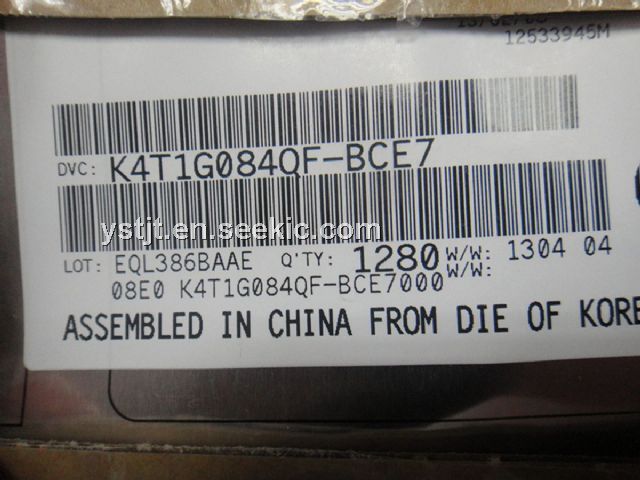 12533945M
DVC: K4T1G084QF-BCE7
ystjt.en.seekic.com
LOT: EQL386BAAE Q'TY: 1280 W/W: 1304 04
W/W:
08E0 K4T1G084QF-BCE7000
ASSEMBLED IN CHINA FROM DIE OF KORE